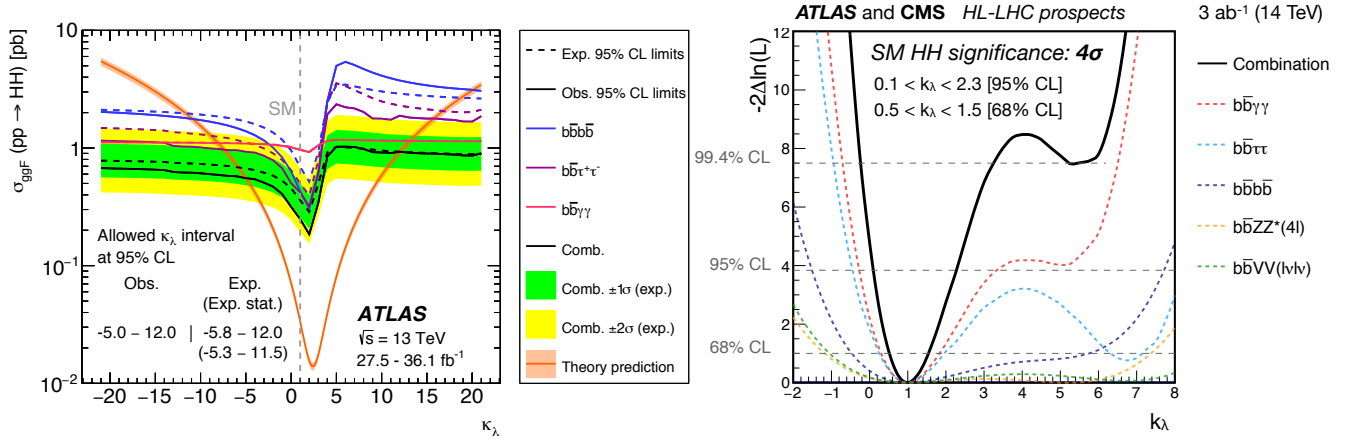 σggF (pp → HH) [pb]
10
1
10⁻¹
10⁻²
SM
Allowed κλ interval
at 95% CL
Obs. Exp.
(Exp. stat.)
-5.0 − 12.0 | -5.8 − 12.0
(-5.3 − 11.5)
ATLAS
√s = 13 TeV
27.5 - 36.1 fb⁻¹
−20 −15 −10 −5 0 5 10 15 20
κλ
Exp. 95% CL limits
Obs. 95% CL limits
bb̄bb̄
bb̄τ⁺τ⁻
bb̄γγ
Comb.
Comb. ±1σ (exp.)
Comb. ±2σ (exp.)
Theory prediction
ATLAS and CMS HL-LHC prospects
3 ab⁻¹ (14 TeV)
-2Δln(L)
12
10
8
6
4
2
0
SM HH significance: 4σ
0.1 < kλ < 2.3 [95% CL]
0.5 < kλ < 1.5 [68% CL]
99.4% CL
95% CL
68% CL
−2 −1 0 1 2 3 4 5 6 7 8
kλ
Combination
bb̄γγ
bb̄ττ
bb̄bb̄
bb̄ZZ*(4l)
bb̄VV(lνlν)